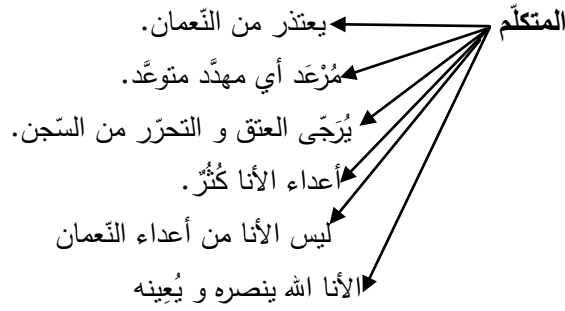 المتكلّم
يعتذر من النّعمان.
مُرْعَد أي مهدَّد متوعَّد.
يُرَجّى العتق و التحرّر من السّجن.
أعداء الأنا كُثُرٌ.
ليس الأنا من أعداء النّعمان
الأنا الله ينصره و يُعِينه